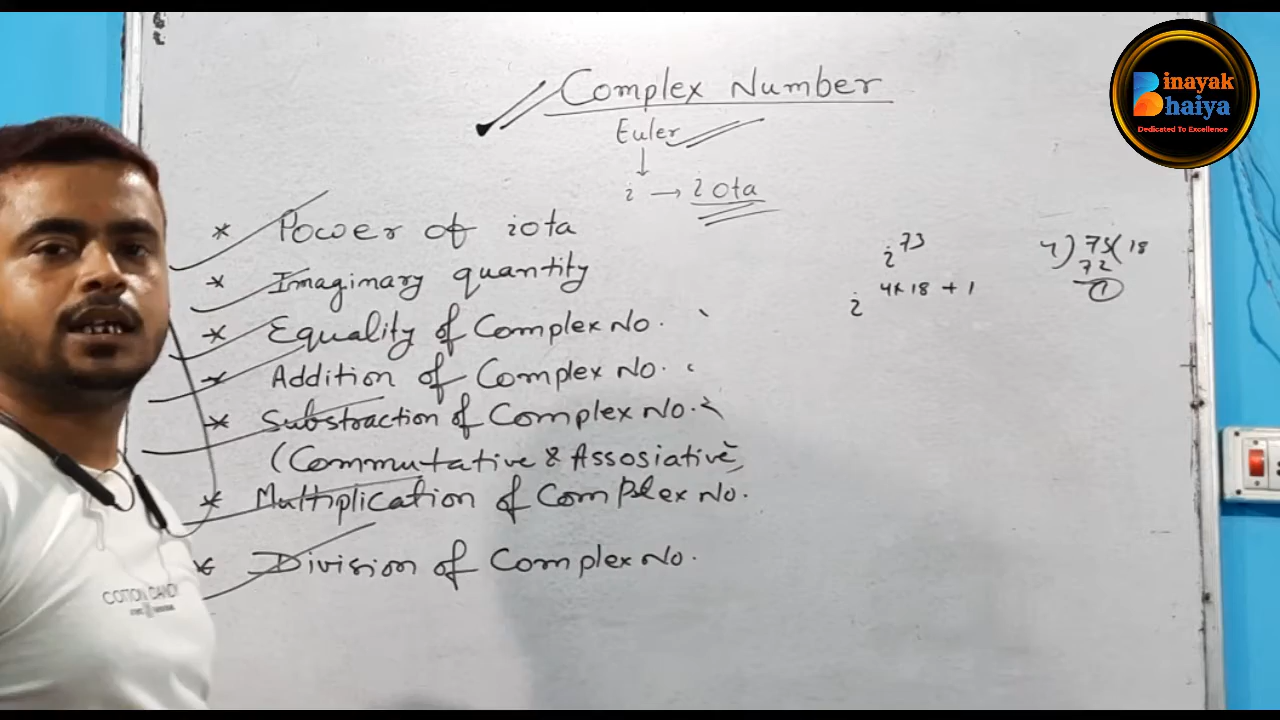 Complex Number
Euler
i → iota
* Power of iota
* Imaginary quantity
* Equality of Complex No.
* Addition of Complex No.
* Substraction of Complex No.
(Commutative & Assosiative)
* Multiplication of Complex No.
* Division of Complex No.
i^73
i^4x18 + 1
4) 73( 18
72
1
Binayak
Bhaiya
Dedicated To Excellence
COTTON CANDY